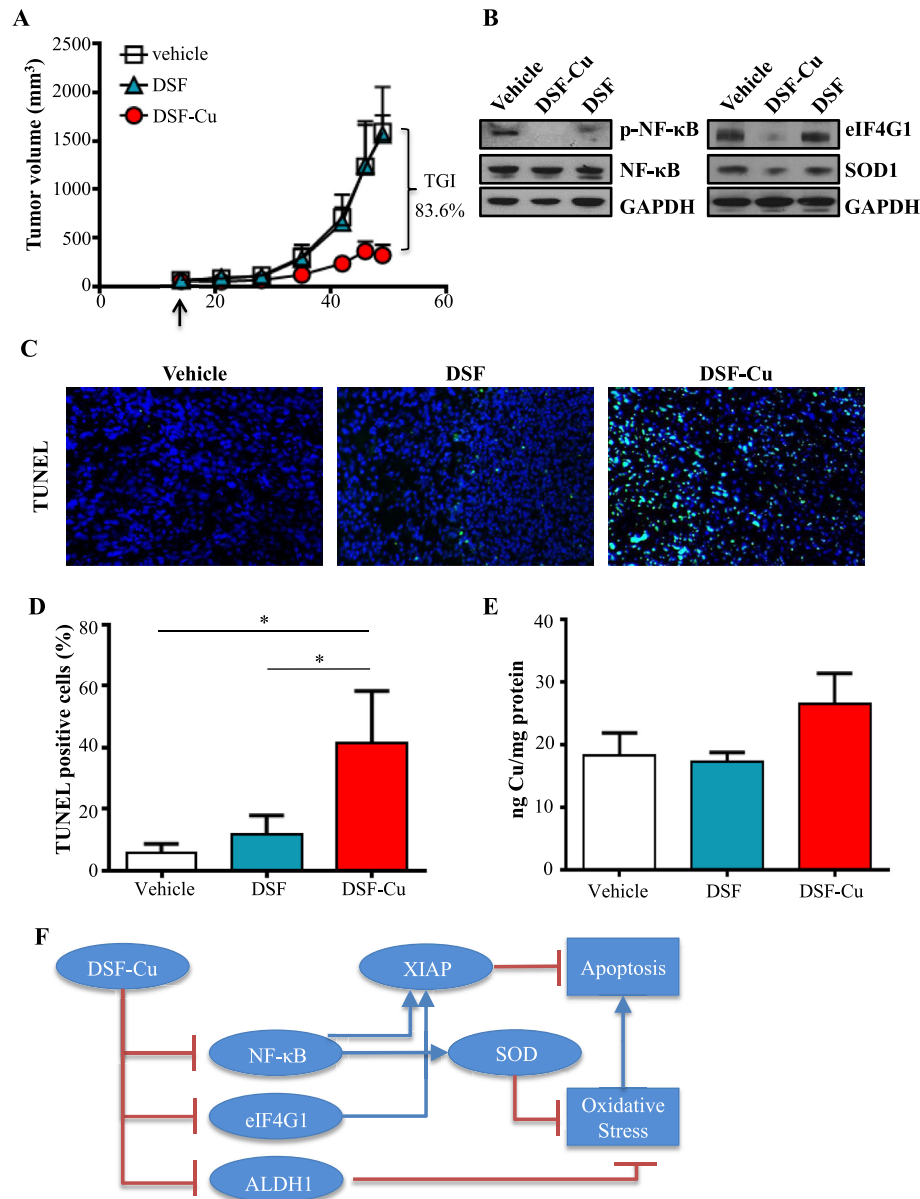 A
Tumor volume (mm³)
2500
2000
1500
1000
500
0
vehicle
DSF
DSF-Cu
TGI
83.6%
0
20
40
60
B
Vehicle
DSF-Cu
DSF
p-NF-κB
NF-κB
GAPDH
Vehicle
DSF-Cu
DSF
eIF4G1
SOD1
GAPDH
C
Vehicle
DSF
DSF-Cu
TUNEL
D
TUNEL positive cells (%)
80
60
40
20
0
*
*
Vehicle
DSF
DSF-Cu
E
ng Cu/mg protein
40
30
20
10
0
Vehicle
DSF
DSF-Cu
F
DSF-Cu
XIAP
Apoptosis
NF-κB
SOD
eIF4G1
Oxidative
Stress
ALDH1